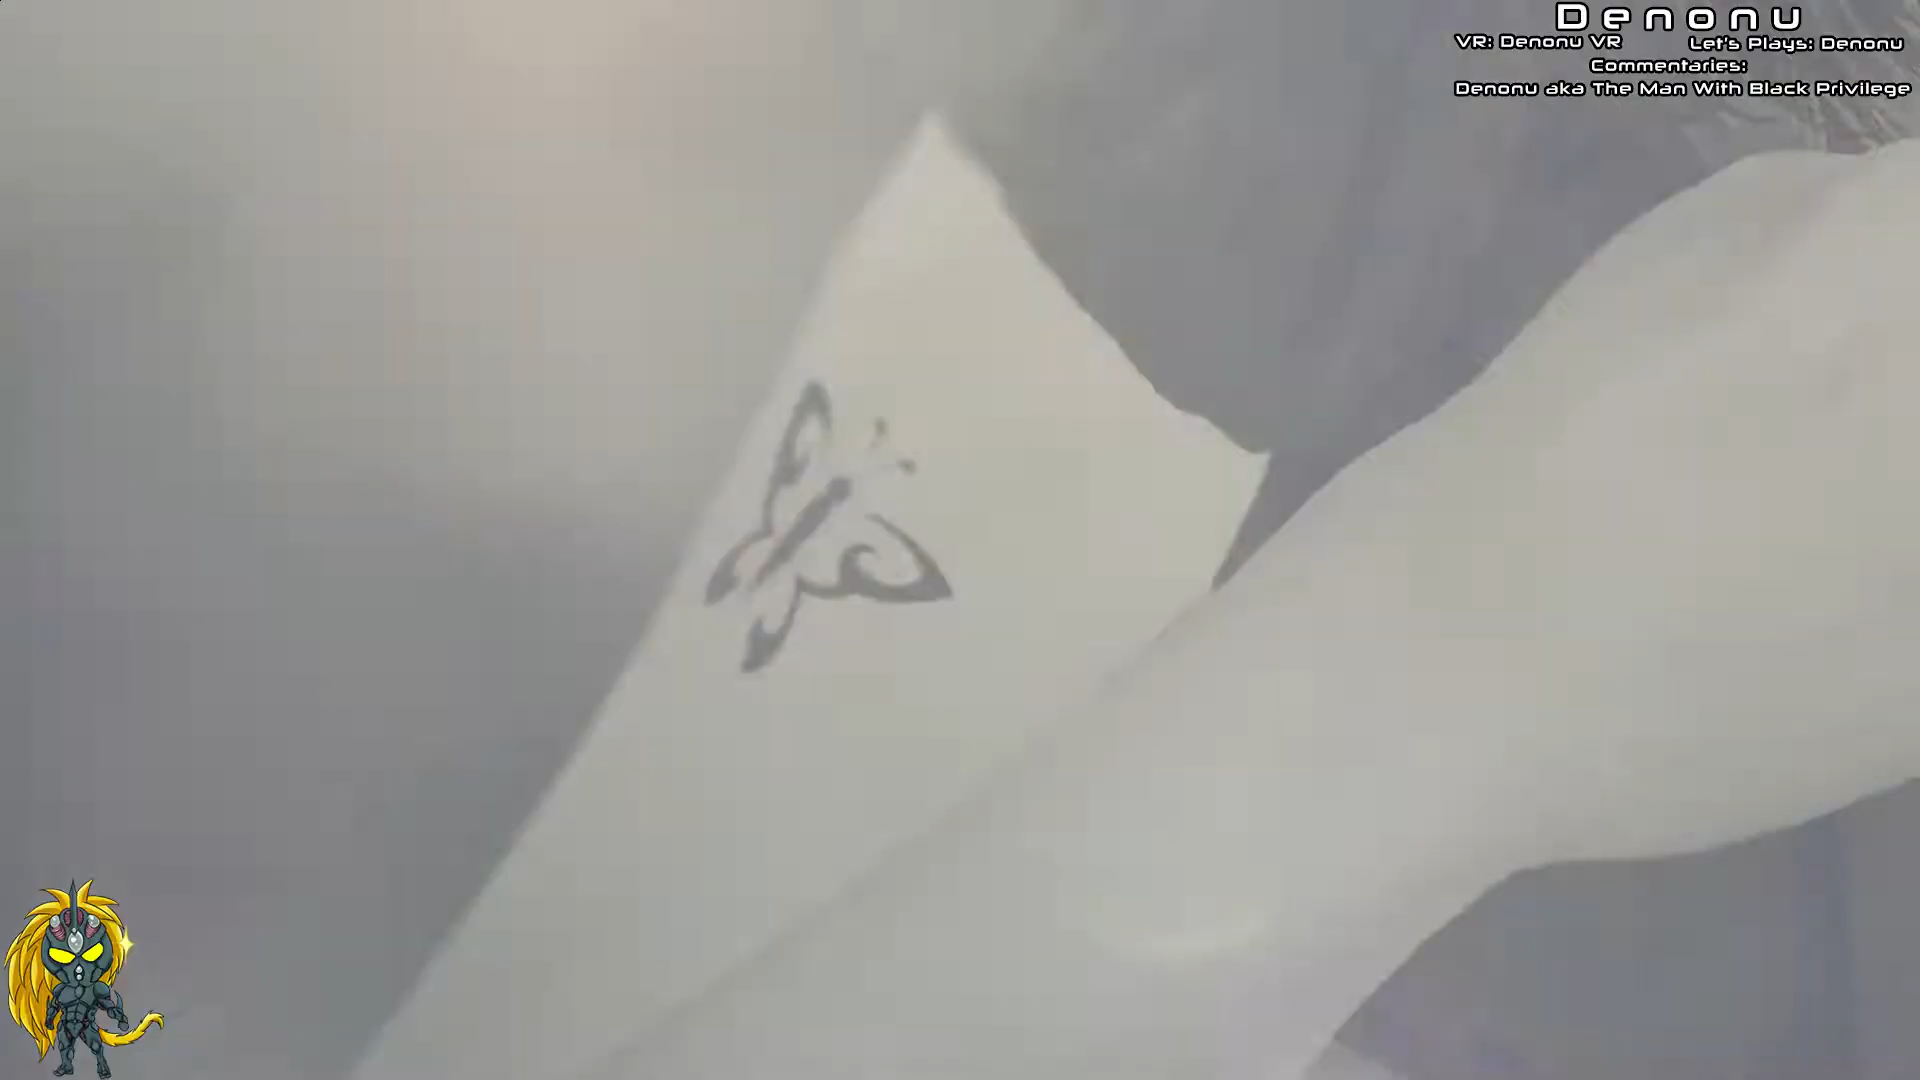 Denonu
VR: Denonu VR Let's Plays: Denonu
Commentaries:
Denonu aka The Man With Black Privilege